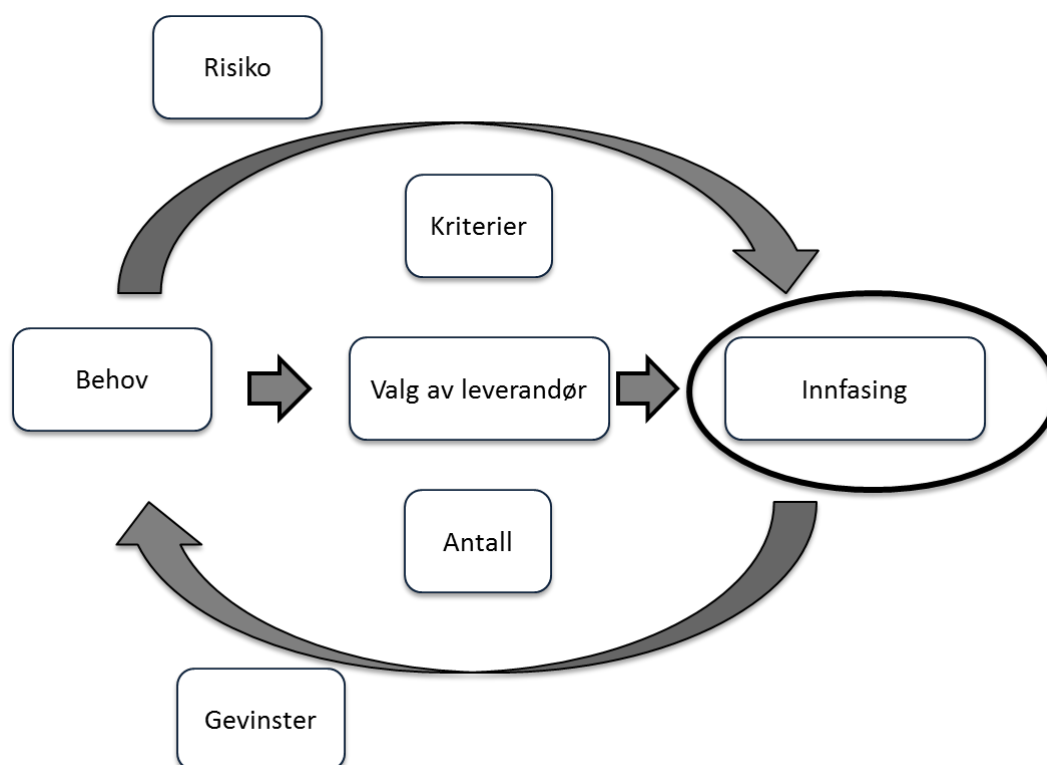 Risiko
Kriterier
Behov
Valg av leverandør
Innfasing
Antall
Gevinster